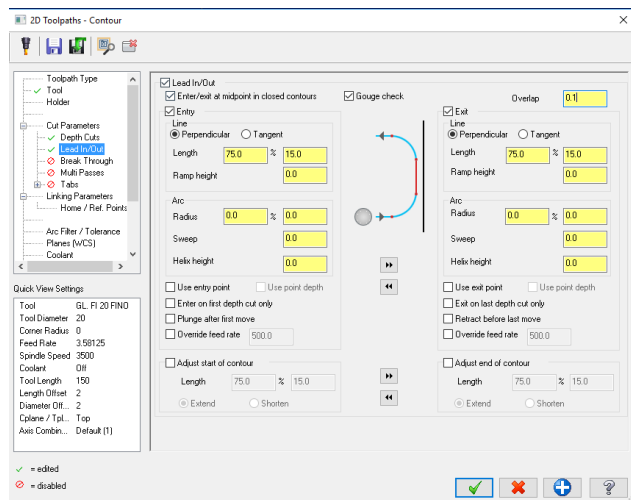 2D Toolpaths - Contour
Toolpath Type
Tool
Holder
Cut Parameters
Depth Cuts
Lead In/Out
Break Through
Multi Passes
Tabs
Linking Parameters
Home / Ref. Points
Arc Filter / Tolerance
Planes (WCS)
Coolant
Quick View Settings
Tool GL. FI 20 FINO
Tool Diameter 20
Corner Radius 0
Feed Rate 3.58125
Spindle Speed 3500
Coolant Off
Tool Length 150
Length Offset 2
Diameter Off... 2
Cplane / Tpl... Top
Axis Combin... Default (1)
= edited
= disabled
Lead In/Out
Enter/exit at midpoint in closed contours Gouge check Overlap 0.1
Entry
Line
Perpendicular Tangent
Length 75.0 % 15.0
Ramp height 0.0
Arc
Radius 0.0 % 0.0
Sweep 0.0
Helix height 0.0
Use entry point Use point depth
Enter on first depth cut only
Plunge after first move
Override feed rate 500.0
Adjust start of contour
Length 75.0 % 15.0
Extend Shorten
Exit
Line
Perpendicular Tangent
Length 75.0 % 15.0
Ramp height 0.0
Arc
Radius 0.0 % 0.0
Sweep 0.0
Helix height 0.0
Use exit point Use point depth
Exit on last depth cut only
Retract before last move
Override feed rate 500.0
Adjust end of contour
Length 75.0 % 15.0
Extend Shorten